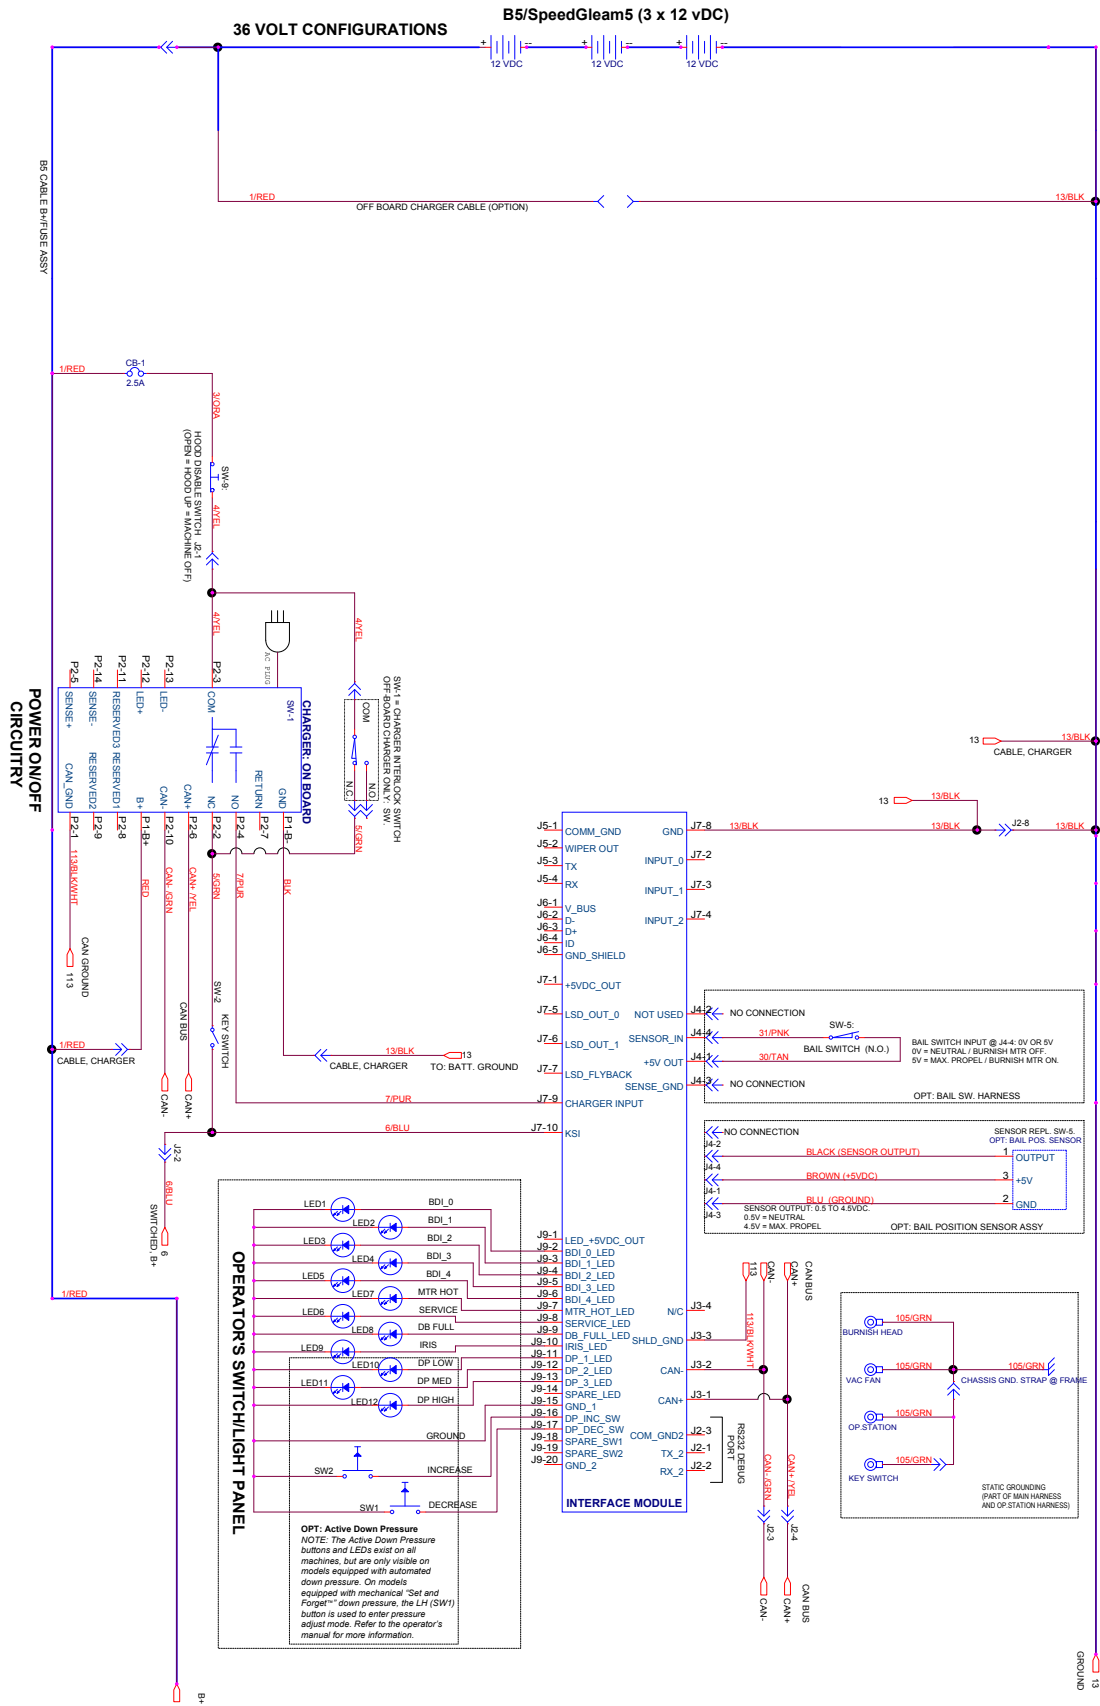 B5/SpeedGleam5 (3 x 12 vDC)
36 VOLT CONFIGURATIONS
+ -- + -- + --
12 VDC 12 VDC 12 VDC
B5 CABLE B+/FUSE ASSY
1/RED
OFF BOARD CHARGER CABLE (OPTION)
13/BLK
1/RED
CB-1
2.5A
3/ORA
SW-9:
HOOD DISABLE SWITCH
(OPEN = HOOD UP = MACHINE OFF)
4/YEL
J2-1
4/YEL
4/YEL
AC PLUG
SW-1 = CHARGER INTERLOCK SWITCH
OFF-BOARD CHARGER ONLY: SW.
COM
N.C.
N.O.
5/GRN
POWER ON/OFF
CIRCUITRY
CHARGER: ON BOARD
SW-1
P2-5
P2-14
P2-11
P2-12
P2-13
P2-3
SENSE+
SENSE-
RESERVED3
LED+
LED-
COM
CAN_GND
RESERVED2
RESERVED1
B+
CAN-
CAN+
NC
NO
RETURN
GND
P2-1
P2-9
P2-8
P1-B+
P2-10
P2-6
P2-2
P2-4
P2-7
P1-B-
113/BLK/WHT
RED
CAN- /GRN
CAN+ /YEL
5/GRN
7/PUR
BLK
CAN GROUND
113
CABLE, CHARGER
CAN BUS
CAN-
CAN+
SW-2
KEY SWITCH
CABLE, CHARGER
13/BLK
13
TO: BATT. GROUND
7/PUR
6/BLU
J2-2
6/BLU
6
SWITCHED, B+
1/RED
B+
13/BLK
13
CABLE, CHARGER
13
13/BLK
13/BLK
13/BLK
J2-8
13/BLK
J5-1 COMM_GND
J5-2 WIPER OUT
J5-3 TX
J5-4 RX
J6-1 V_BUS
J6-2 D-
J6-3 D+
J6-4 ID
J6-5 GND_SHIELD
J7-1 +5VDC_OUT
J7-5 LSD_OUT_0
J7-6 LSD_OUT_1
J7-7 LSD_FLYBACK
J7-9 CHARGER INPUT
J7-10 KSI
J9-1 LED_+5VDC_OUT
J9-2 BDI_0_LED
J9-3 BDI_1_LED
J9-4 BDI_2_LED
J9-5 BDI_3_LED
J9-6 BDI_4_LED
J9-7 MTR_HOT_LED
J9-8 SERVICE_LED
J9-9 DB_FULL_LED
J9-10 IRIS_LED
J9-11 DP_1_LED
J9-12 DP_2_LED
J9-13 DP_3_LED
J9-14 SPARE_LED
J9-15 GND_1
J9-16 DP_INC_SW
J9-17 DP_DEC_SW
J9-18 SPARE_SW1
J9-19 SPARE_SW2
J9-20 GND_2
GND J7-8
INPUT_0 J7-2
INPUT_1 J7-3
INPUT_2 J7-4
NOT USED J4-2
SENSOR_IN J4-4
+5V OUT J4-1
SENSE_GND J4-3
N/C J3-4
SHLD_GND J3-3
CAN- J3-2
CAN+ J3-1
COM_GND2 J2-3
TX_2 J2-1
RX_2 J2-2
INTERFACE MODULE
NO CONNECTION
31/PNK
SW-5:
BAIL SWITCH (N.O.)
30/TAN
NO CONNECTION
BAIL SWITCH INPUT @ J4-4: 0V OR 5V
0V = NEUTRAL / BURNISH MTR OFF.
5V = MAX. PROPEL / BURNISH MTR ON.
OPT: BAIL SW. HARNESS
NO CONNECTION
SENSOR REPL. SW-5.
OPT: BAIL POS. SENSOR
J4-2
BLACK (SENSOR OUTPUT)
1 OUTPUT
J4-4
BROWN (+5VDC)
3 +5V
J4-1
BLU (GROUND)
2 GND
J4-3
SENSOR OUTPUT: 0.5 TO 4.5VDC.
0.5V = NEUTRAL
4.5V = MAX. PROPEL
OPT: BAIL POSITION SENSOR ASSY
113
CAN-
CAN+
CAN BUS
113/BLK/WHT
RS232 DEBUG
PORT
CAN- /GRN
CAN+ /YEL
J2-3
J2-4
CAN-
CAN+
CAN BUS
BURNISH HEAD
105/GRN
VAC FAN
105/GRN
105/GRN
CHASSIS GND. STRAP @ FRAME
OP.STATION
105/GRN
KEY SWITCH
105/GRN
STATIC GROUNDING
(PART OF MAIN HARNESS
AND OP.STATION HARNESS)
OPERATOR'S SWITCH/LIGHT PANEL
LED1 BDI_0
LED2 BDI_1
LED3 BDI_2
LED4 BDI_3
LED5 BDI_4
LED7 MTR HOT
LED6 SERVICE
LED8 DB FULL
LED9 IRIS
LED10 DP LOW
LED11 DP MED
LED12 DP HIGH
GROUND
SW2 INCREASE
SW1 DECREASE
OPT: Active Down Pressure
NOTE: The Active Down Pressure
buttons and LEDs exist on all
machines, but are only visible on
models equipped with automated
down pressure. On models
equipped with mechanical "Set and
Forget™" down pressure, the LH (SW1)
button is used to enter pressure
adjust mode. Refer to the operator's
manual for more information.
13
GROUND